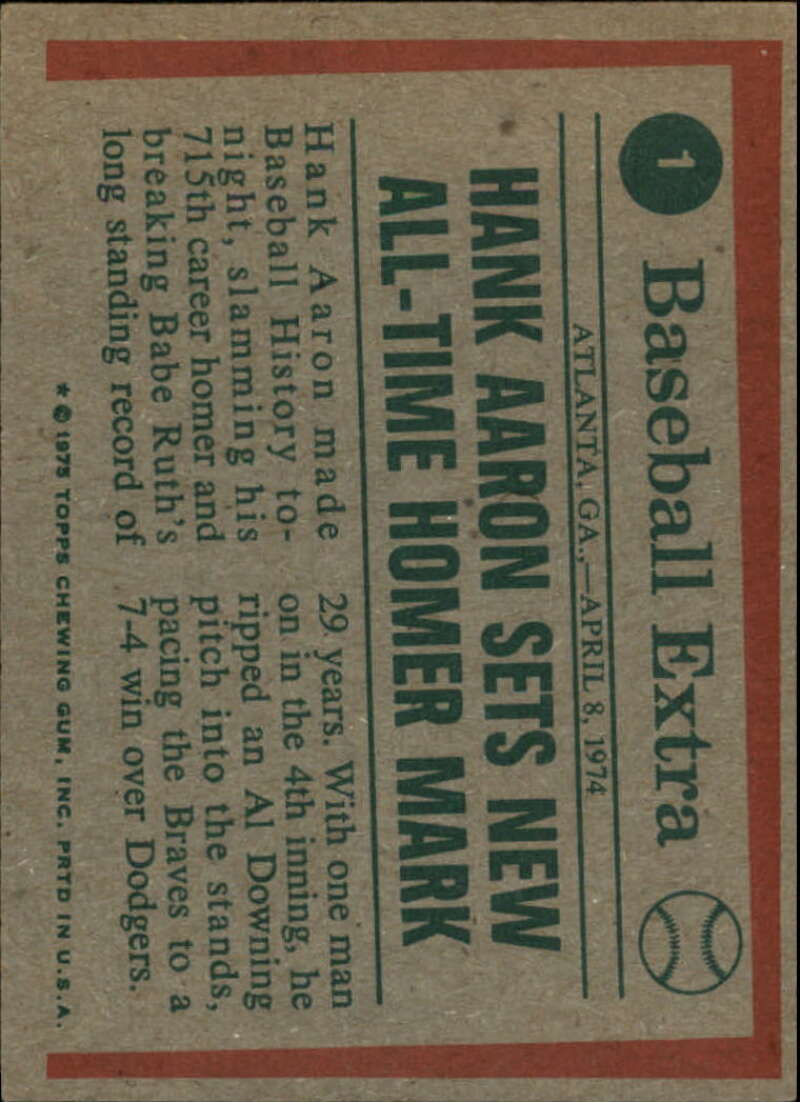 1
Baseball Extra
ATLANTA, GA.,—APRIL 8, 1974
HANK AARON SETS NEW
ALL-TIME HOMER MARK
Hank Aaron made
Baseball History to-
night, slamming his
715th career homer and
breaking Babe Ruth's
long standing record of
29 years. With one man
on in the 4th inning, he
ripped an Al Downing
pitch into the stands,
pacing the Braves to a
7-4 win over Dodgers.
* © 1975 TOPPS CHEWING GUM, INC. PRTD IN U.S.A.